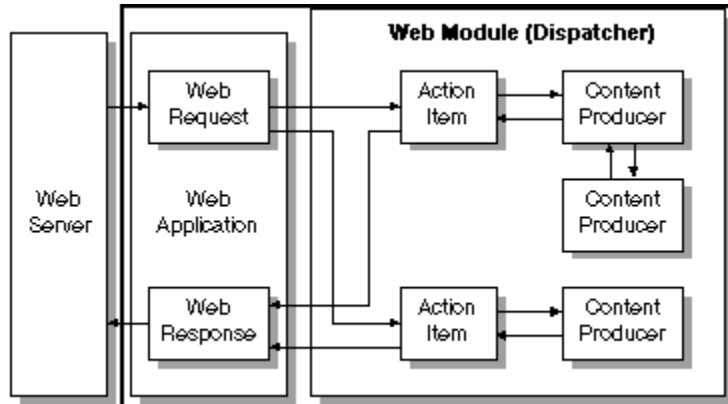 Web Module (Dispatcher)
Web
Request
Action
Item
Content
Producer
Web
Server
Web
Application
Content
Producer
Web
Response
Action
Item
Content
Producer